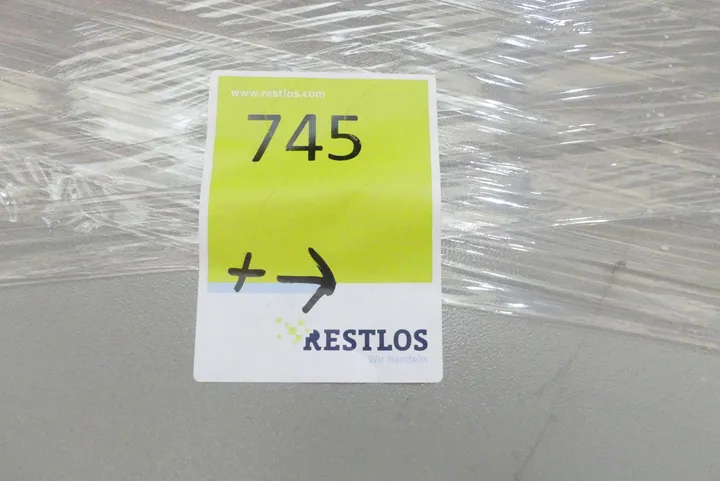 www.restlos.com
745
+ →
RESTLOS
Wir handeln